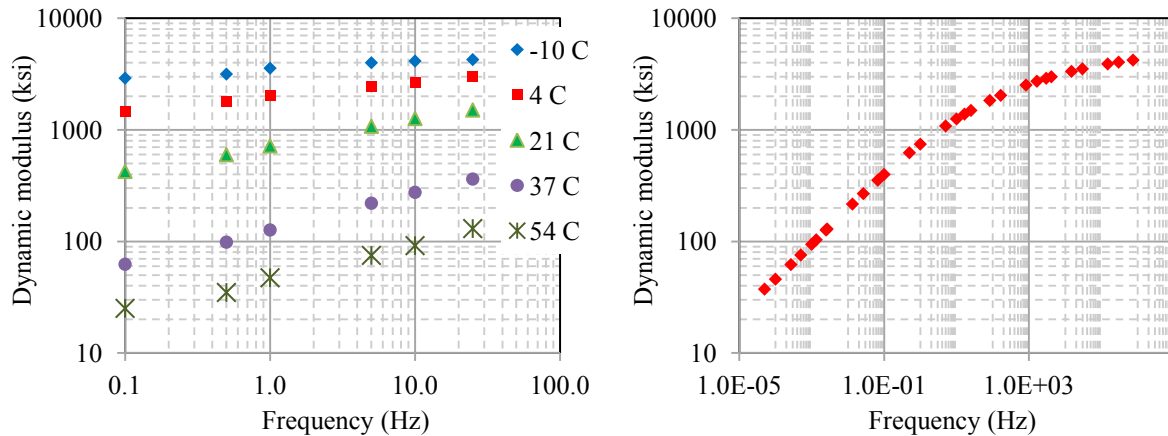 Dynamic modulus (ksi)
10000
1000
100
10
0.1
1.0
10.0
100.0
Frequency (Hz)
-10 C
4 C
21 C
37 C
54 C
Dynamic modulus (ksi)
10000
1000
100
10
1.0E-05
1.0E-01
1.0E+03
Frequency (Hz)